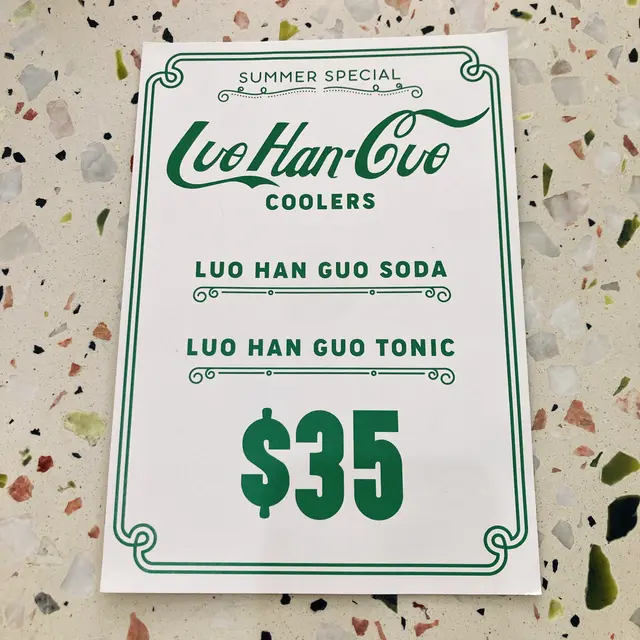 SUMMER SPECIAL
Luo Han-Guo
COOLERS
LUO HAN GUO SODA
LUO HAN GUO TONIC
$35